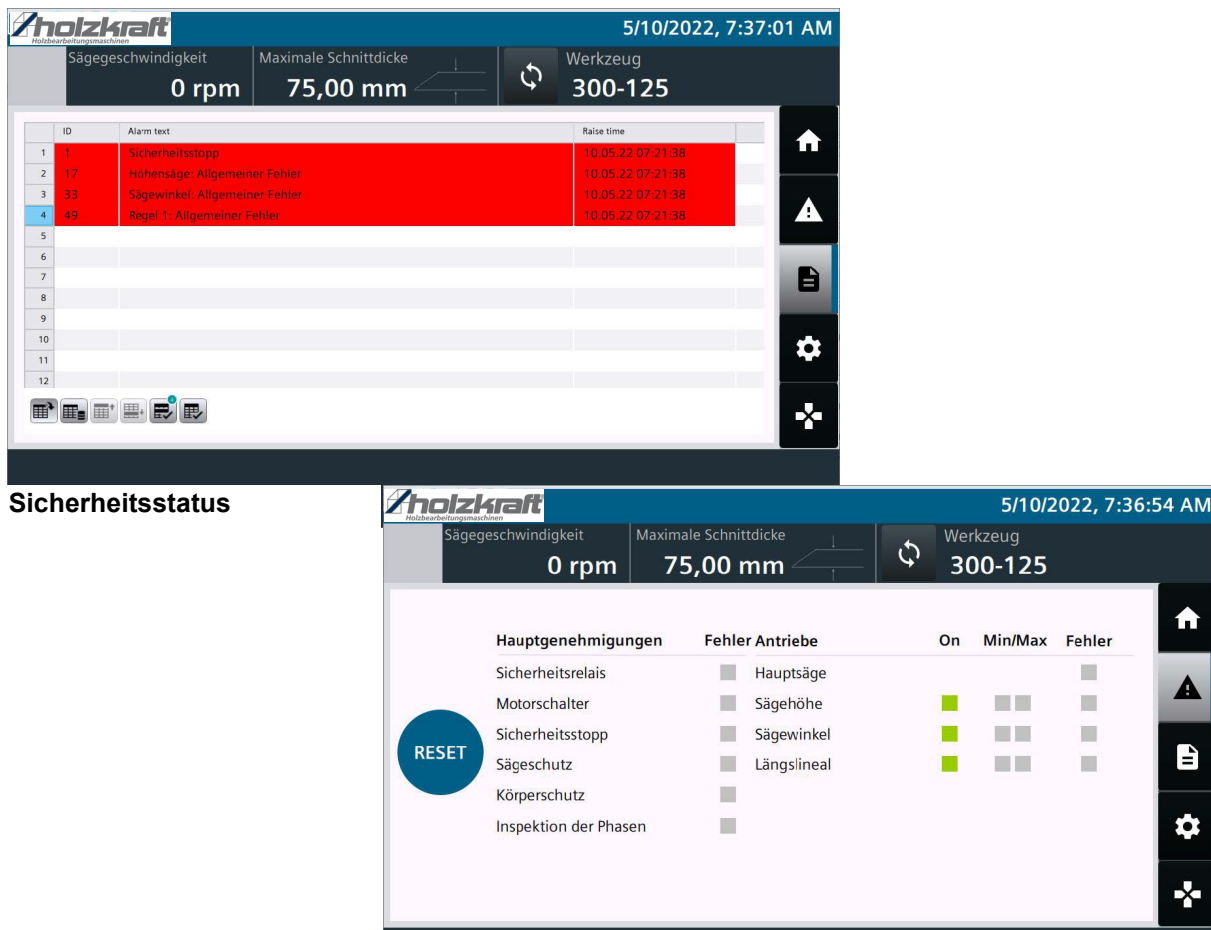 holzkraft
Holzbearbeitungsmaschinen
5/10/2022, 7:37:01 AM
Sägegeschwindigkeit Maximale Schnittdicke Werkzeug
0 rpm 75,00 mm 300-125
ID Alarm text Raise time
1 1 Sicherheitsstopp 10.05.22 07:21:38
2 17 Höhensäge: Allgemeiner Fehler 10.05.22 07:21:38
3 33 Sägewinkel: Allgemeiner Fehler 10.05.22 07:21:38
4 49 Regel 1: Allgemeiner Fehler 10.05.22 07:21:38
5
6
7
8
9
10
11
12
4
Sicherheitsstatus
holzkraft
Holzbearbeitungsmaschinen
5/10/2022, 7:36:54 AM
Sägegeschwindigkeit Maximale Schnittdicke Werkzeug
0 rpm 75,00 mm 300-125
Hauptgenehmigungen Fehler Antriebe On Min/Max Fehler
Sicherheitsrelais Hauptsäge
Motorschalter Sägehöhe
Sicherheitsstopp Sägewinkel
RESET
Sägeschutz Längslineal
Körperschutz
Inspektion der Phasen